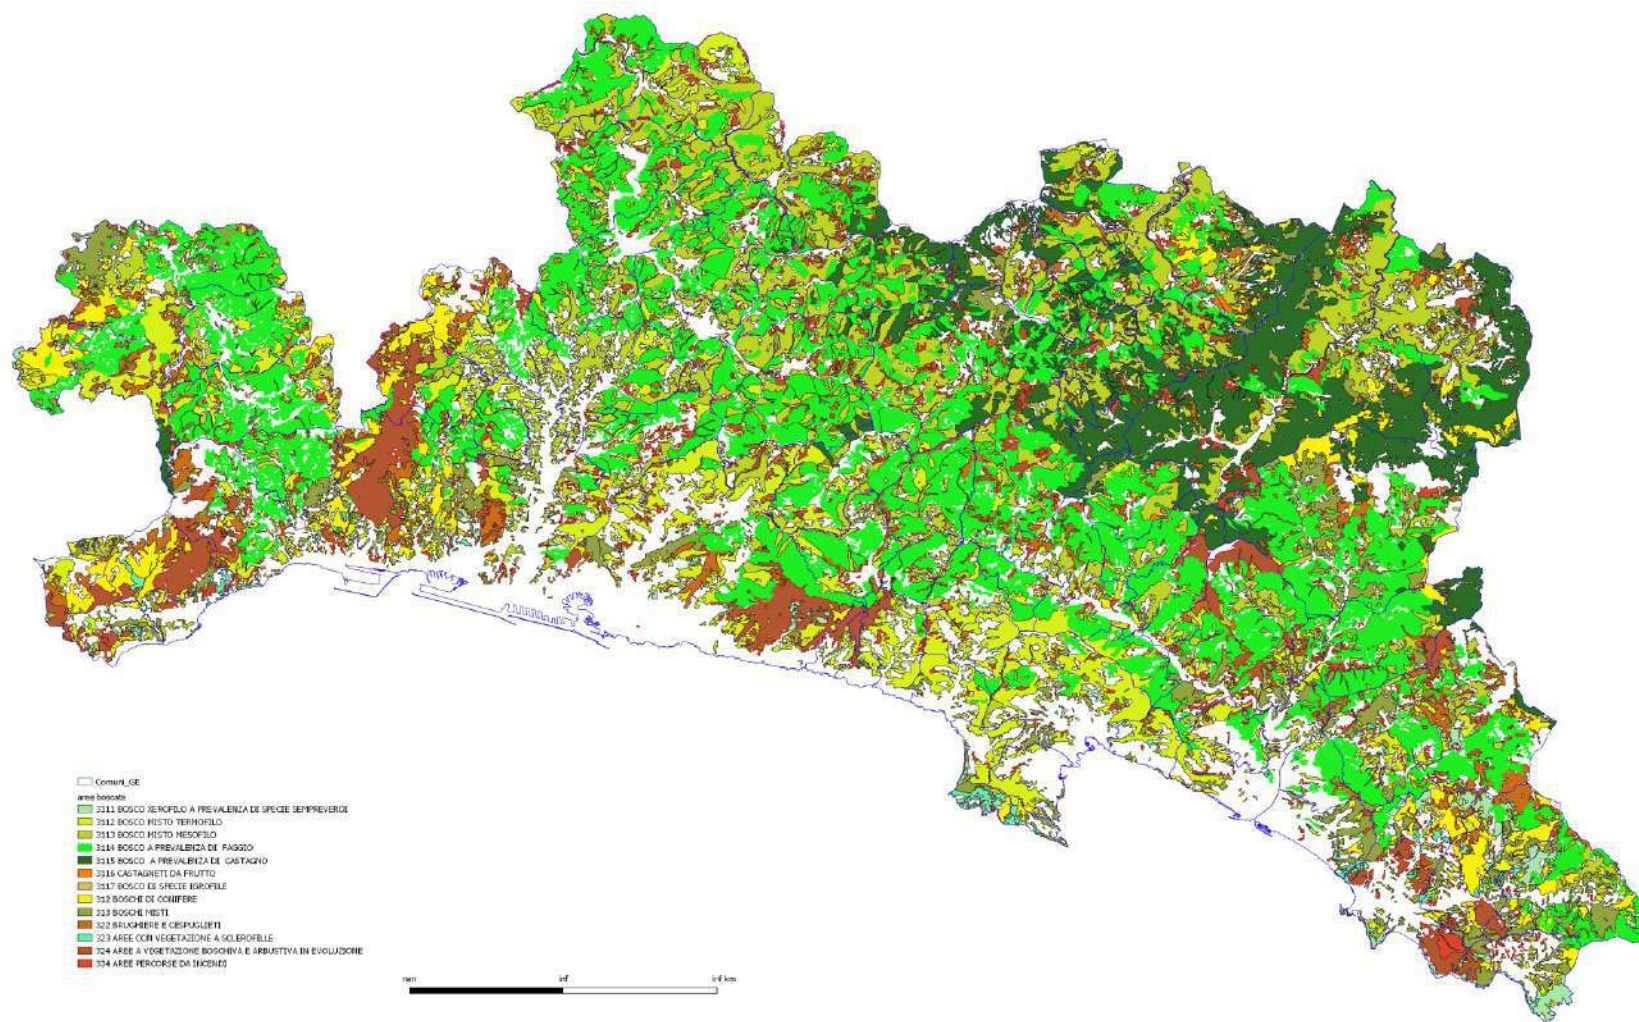 Comuni_GE
aree boscate
3111 BOSCO XEROFILO A PREVALENZA DI SPECIE SEMPREVERDI
3112 BOSCO MISTO TERMOFILO
3113 BOSCO MISTO MESOFILO
3114 BOSCO A PREVALENZA DI FAGGIO
3115 BOSCO A PREVALENZA DI CASTAGNO
3116 CASTAGNETI DA FRUTTO
3117 BOSCO DI SPECIE IGROFILE
312 BOSCHI DI CONIFERE
313 BOSCHI MISTI
322 BRUGHIERE E CESPUGLIETI
323 AREE CON VEGETAZIONE A SCLEROFILLE
324 AREE A VEGETAZIONE BOSCHIVA E ARBUSTIVA IN EVOLUZIONE
334 AREE PERCORSE DA INCENDI
nan inf inf km